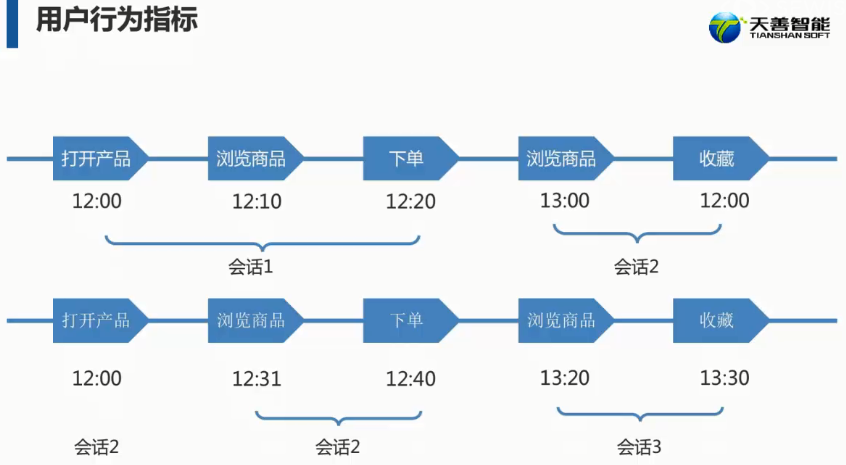 用户行为指标
天善智能
TIANSHAN SOFT
打开产品 浏览商品 下单 浏览商品 收藏
12:00 12:10 12:20 13:00 12:00
会话1 会话2
打开产品 浏览商品 下单 浏览商品 收藏
12:00 12:31 12:40 13:20 13:30
会话2 会话2 会话3